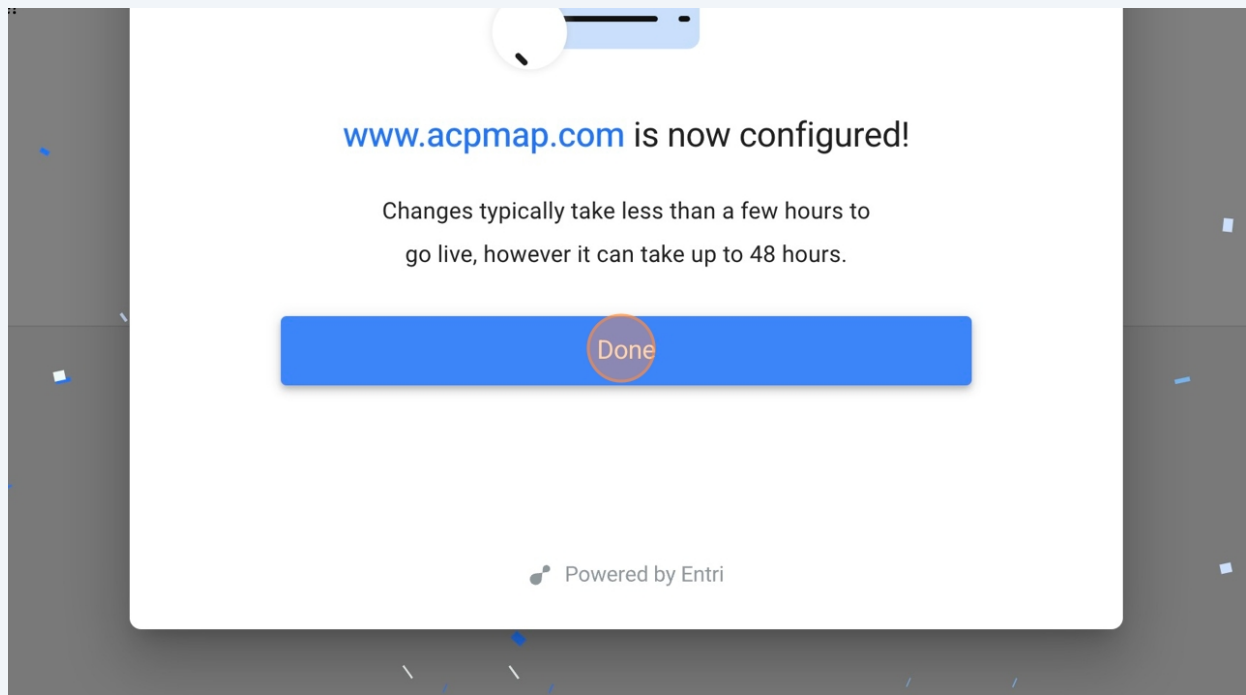 www.acpmap.com is now configured!
Changes typically take less than a few hours to
go live, however it can take up to 48 hours.
Done
Powered by Entri